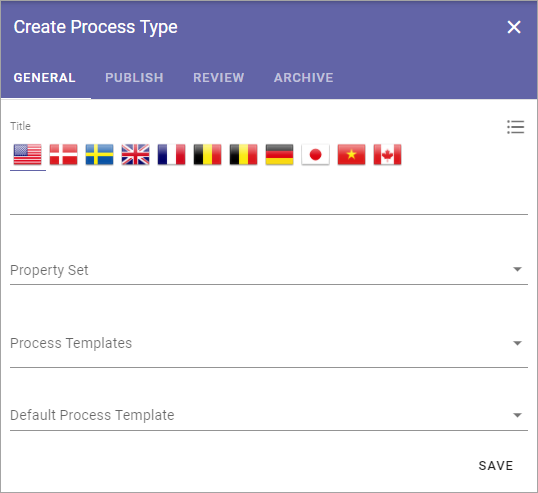 Create Process Type
GENERAL PUBLISH REVIEW ARCHIVE
Title
Property Set
Process Templates
Default Process Template
SAVE